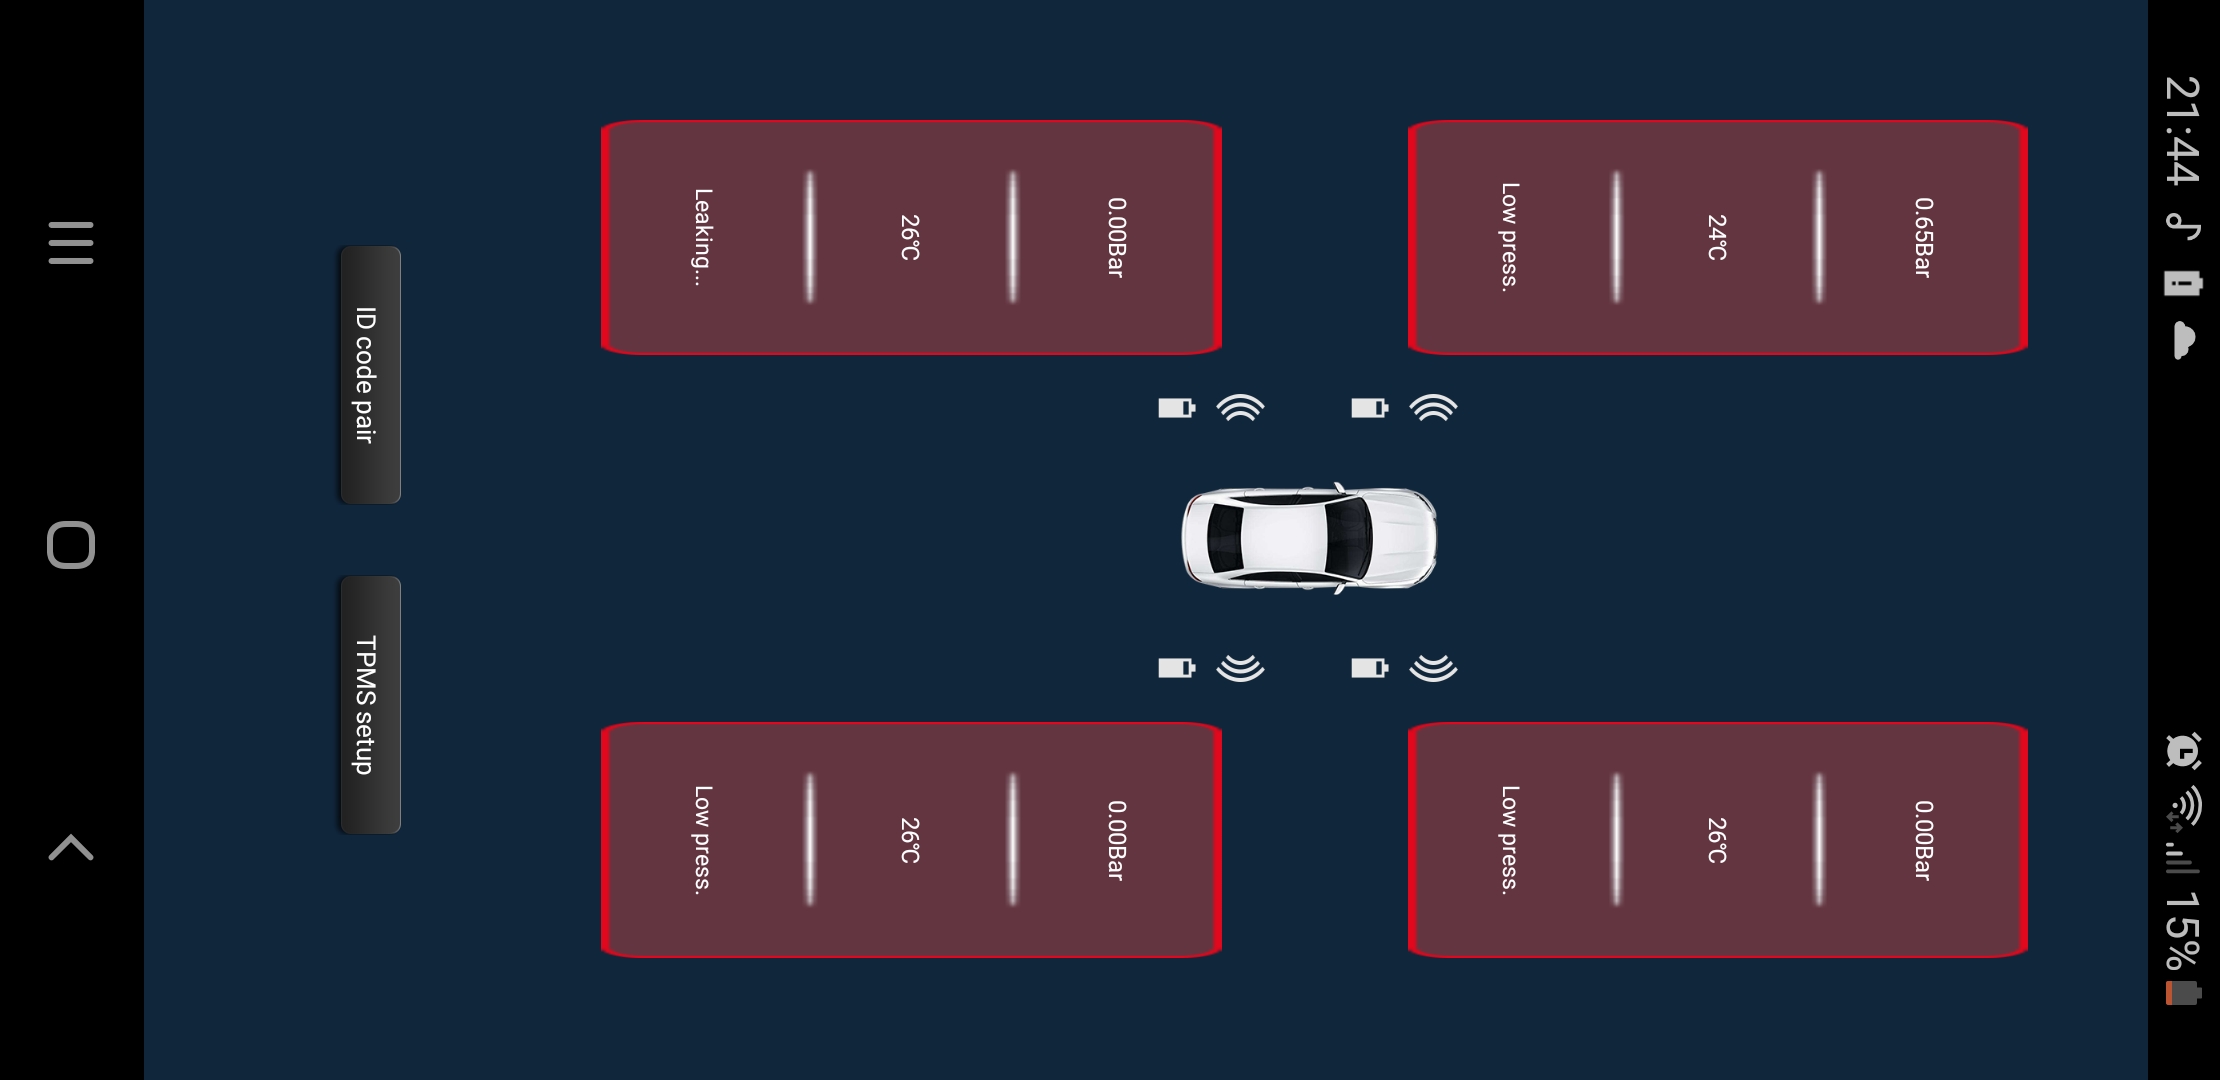 21:44 15%
0.65Bar
24℃
Low press.
0.00Bar
26℃
Low press.
0.00Bar
26℃
Leaking...
0.00Bar
26℃
Low press.
ID code pair
TPMS setup